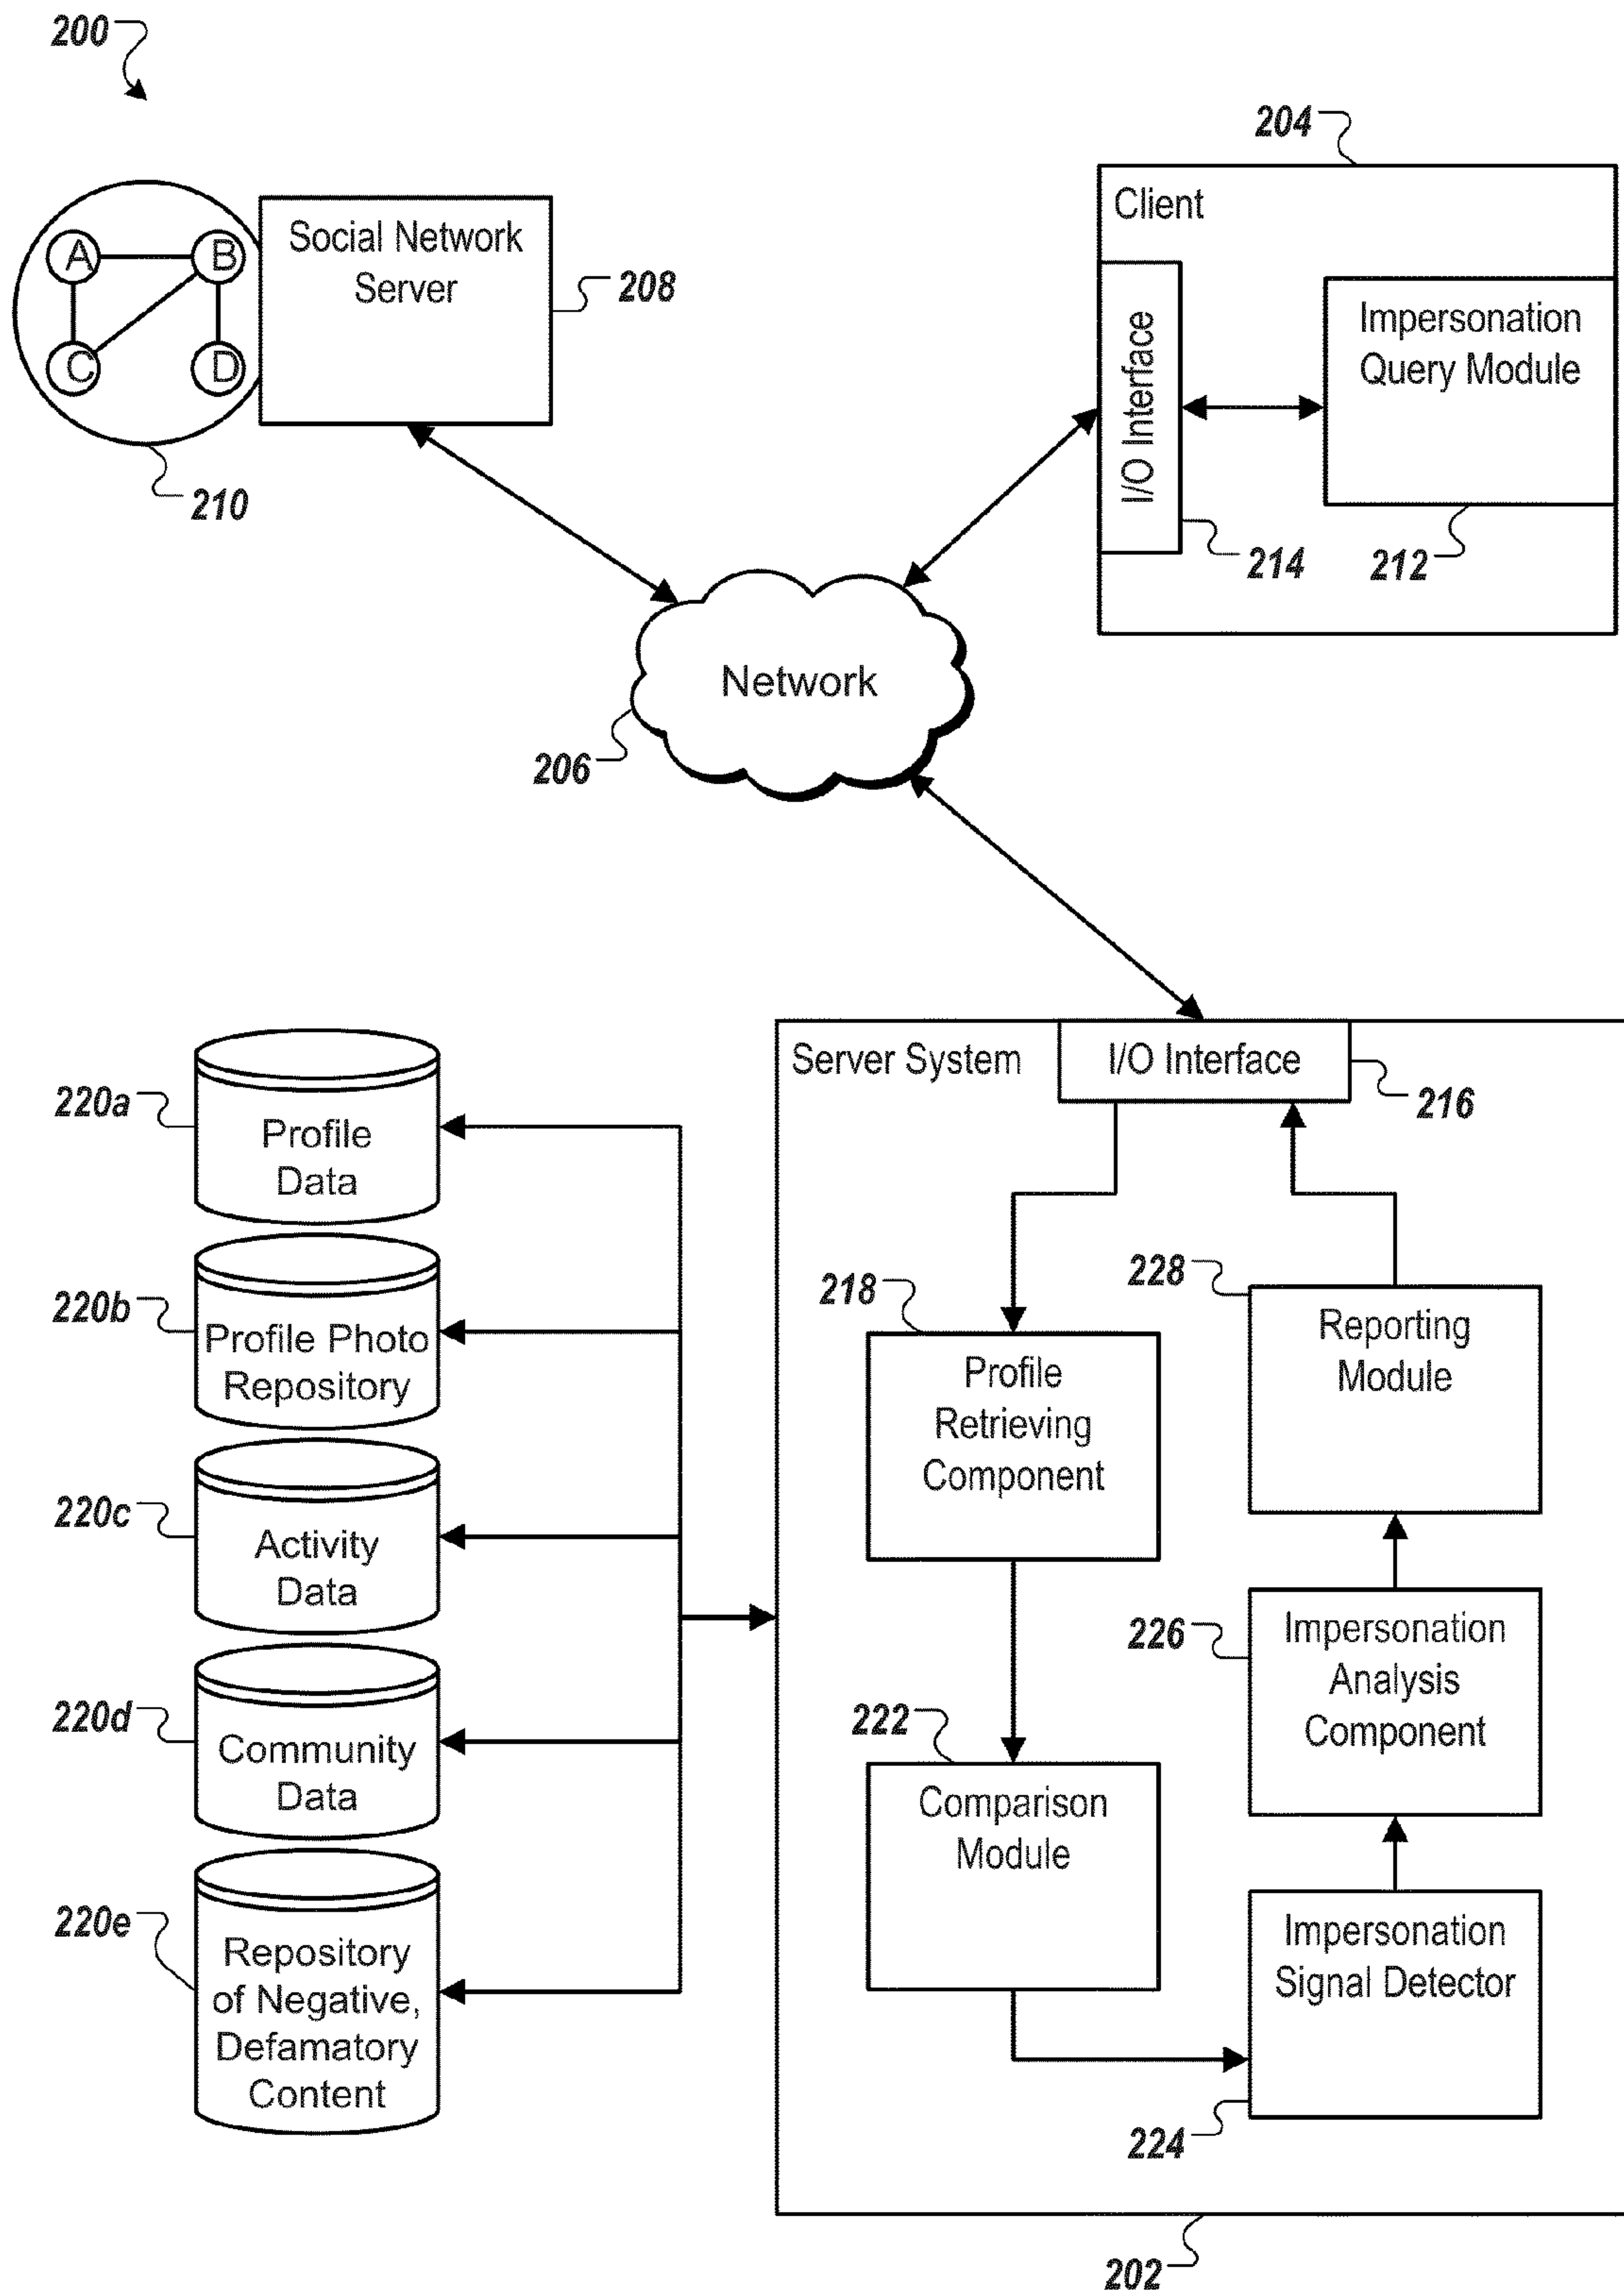 200
204
Client
A
B
C
D
Social Network
Server
208
210
I/O Interface
214
Impersonation
Query Module
212
Network
206
Server System
I/O Interface
216
220a
Profile
Data
220b
Profile Photo
Repository
220c
Activity
Data
220d
Community
Data
220e
Repository
of Negative,
Defamatory
Content
218
Profile
Retrieving
Component
222
Comparison
Module
228
Reporting
Module
226
Impersonation
Analysis
Component
Impersonation
Signal Detector
224
202